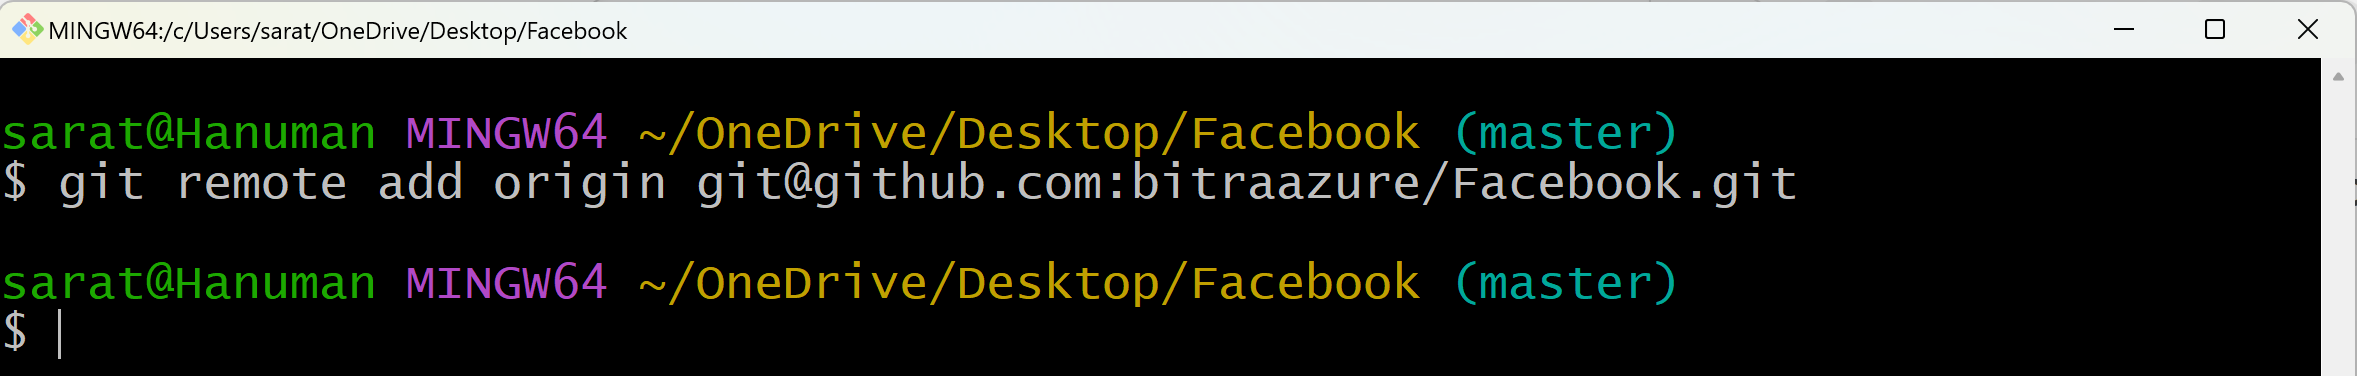 MINGW64:/c/Users/sarat/OneDrive/Desktop/Facebook
sarat@Hanuman MINGW64 ~/OneDrive/Desktop/Facebook (master)
$ git remote add origin git@github.com:bitraazure/Facebook.git
sarat@Hanuman MINGW64 ~/OneDrive/Desktop/Facebook (master)
$